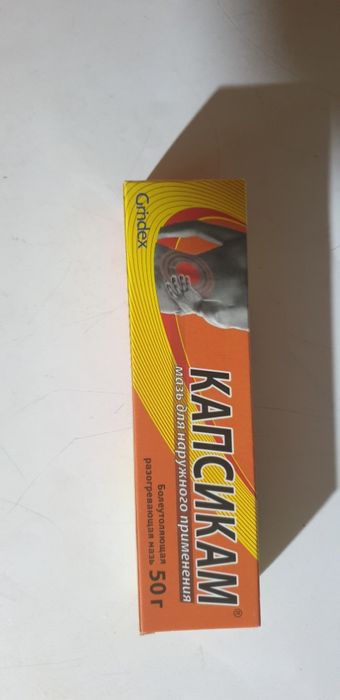 Grindex
КАПСИКАМ®
мазь для наружного применения
Болеутоляющая
разогревающая мазь 50 г